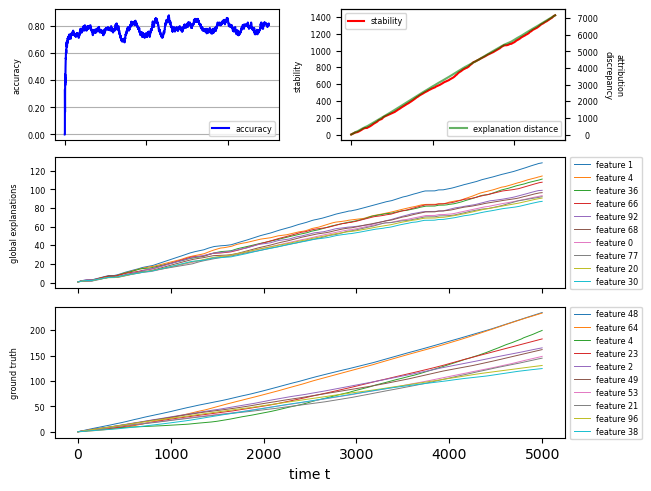 accuracy
0.80
0.60
0.40
0.20
0.00
accuracy
stability
1400
1200
1000
800
600
400
200
0
stability
explanation distance
7000
6000
5000
4000
3000
2000
1000
0
attribution
discrepancy
global explanations
120
100
80
60
40
20
0
feature 1
feature 4
feature 36
feature 66
feature 92
feature 68
feature 0
feature 77
feature 20
feature 30
ground truth
200
150
100
50
0
feature 48
feature 64
feature 4
feature 23
feature 2
feature 49
feature 53
feature 21
feature 96
feature 38
0 1000 2000 3000 4000 5000
time t